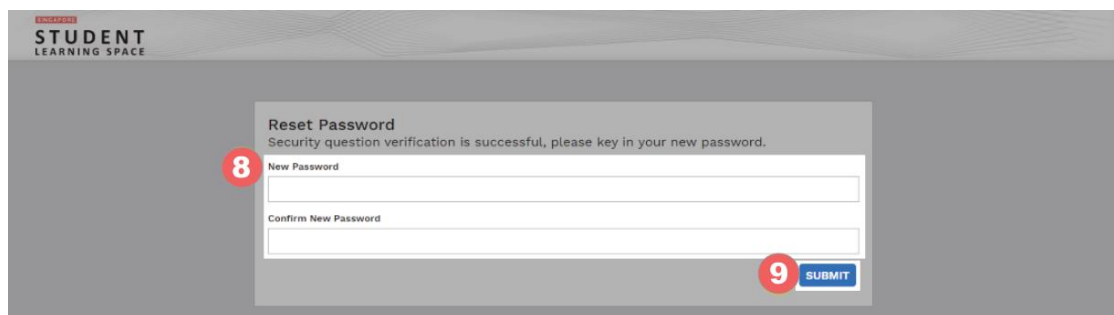 SINGAPORE
STUDENT
LEARNING SPACE
Reset Password
Security question verification is successful, please key in your new password.
8
New Password
Confirm New Password
9
SUBMIT